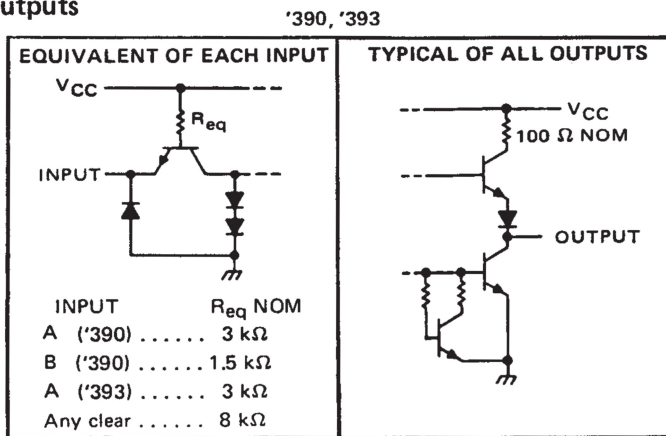 utputs
'390, '393
EQUIVALENT OF EACH INPUT
VCC
Req
INPUT
INPUT Req NOM
A ('390) ...... 3 kΩ
B ('390) ...... 1.5 kΩ
A ('393) ...... 3 kΩ
Any clear ...... 8 kΩ
TYPICAL OF ALL OUTPUTS
VCC
100 Ω NOM
OUTPUT